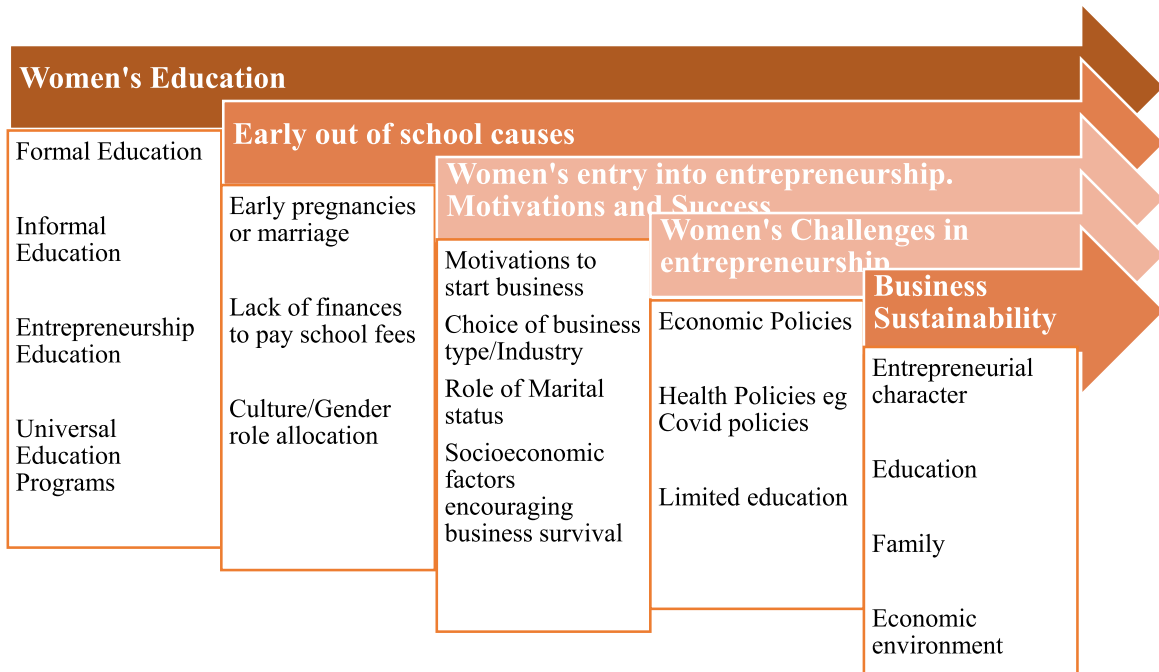 Women's Education
Formal Education
Informal
Education
Entrepreneurship
Education
Universal
Education
Programs
Early out of school causes
Early pregnancies
or marriage
Lack of finances
to pay school fees
Culture/Gender
role allocation
Women's entry into entrepreneurship.
Motivations and Success
Motivations to
start business
Choice of business
type/Industry
Role of Marital
status
Socioeconomic
factors
encouraging
business survival
Women's Challenges in
entrepreneurship
Economic Policies
Health Policies eg
Covid policies
Limited education
Business
Sustainability
Entrepreneurial
character
Education
Family
Economic
environment